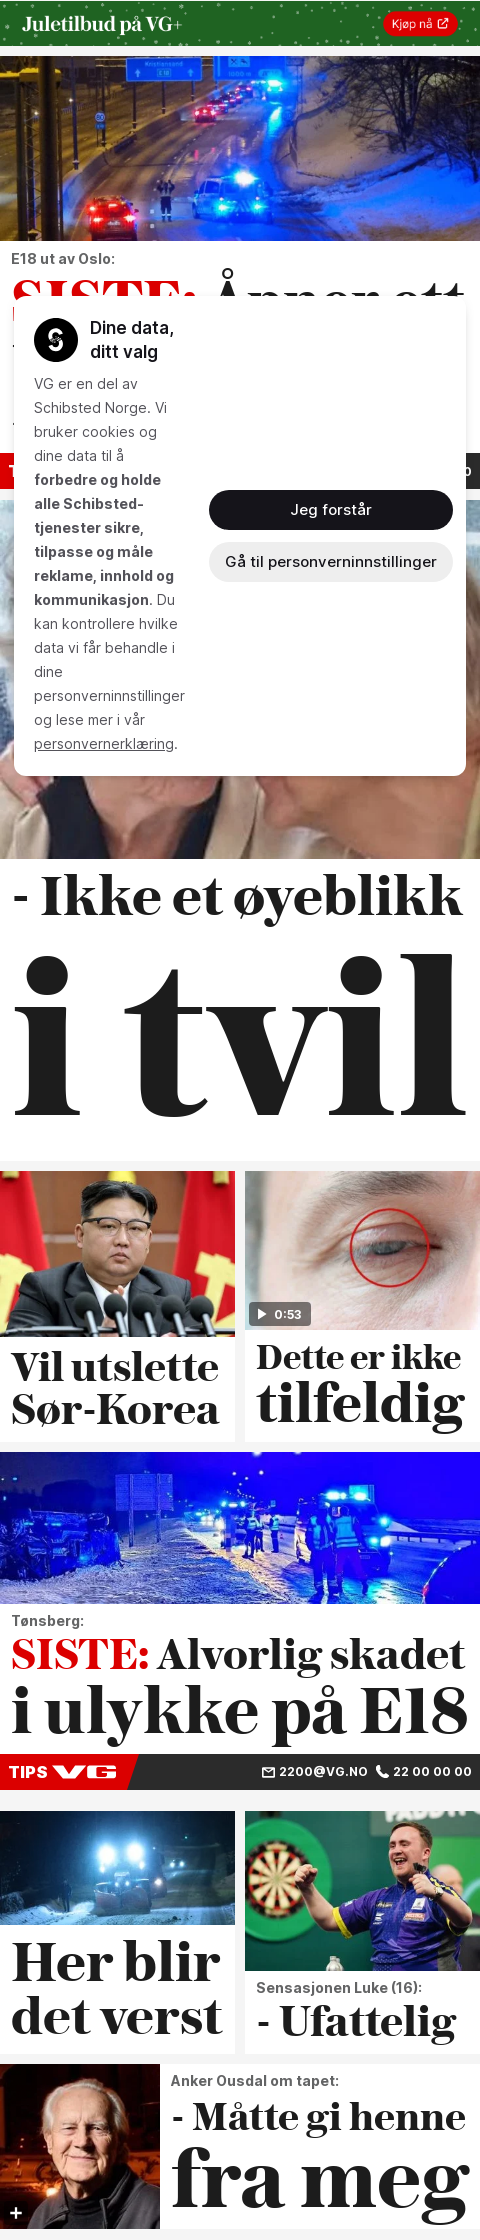 Juletilbud på VG+
Kjøp nå
E18 ut av Oslo:
SISTE: Åpner ett
Dine data,
ditt valg
VG er en del av
Schibsted Norge. Vi
bruker cookies og
dine data til å
forbedre og holde
alle Schibsted-
tjenester sikre,
tilpasse og måle
reklame, innhold og
kommunikasjon. Du
kan kontrollere hvilke
data vi får behandle i
dine
personverninnstillinger
og lese mer i vår
personvernerklæring.
Jeg forstår
Gå til personverninnstillinger
- Ikke et øyeblikk
i tvil
Vil utslette
Sør-Korea
0:53
Dette er ikke
tilfeldig
Tønsberg:
SISTE: Alvorlig skadet
i ulykke på E18
TIPS VG 2200@VG.NO 22 00 00 00
Her blir
det verst
Sensasjonen Luke (16):
- Ufattelig
Anker Ousdal om tapet:
- Måtte gi henne
fra meg